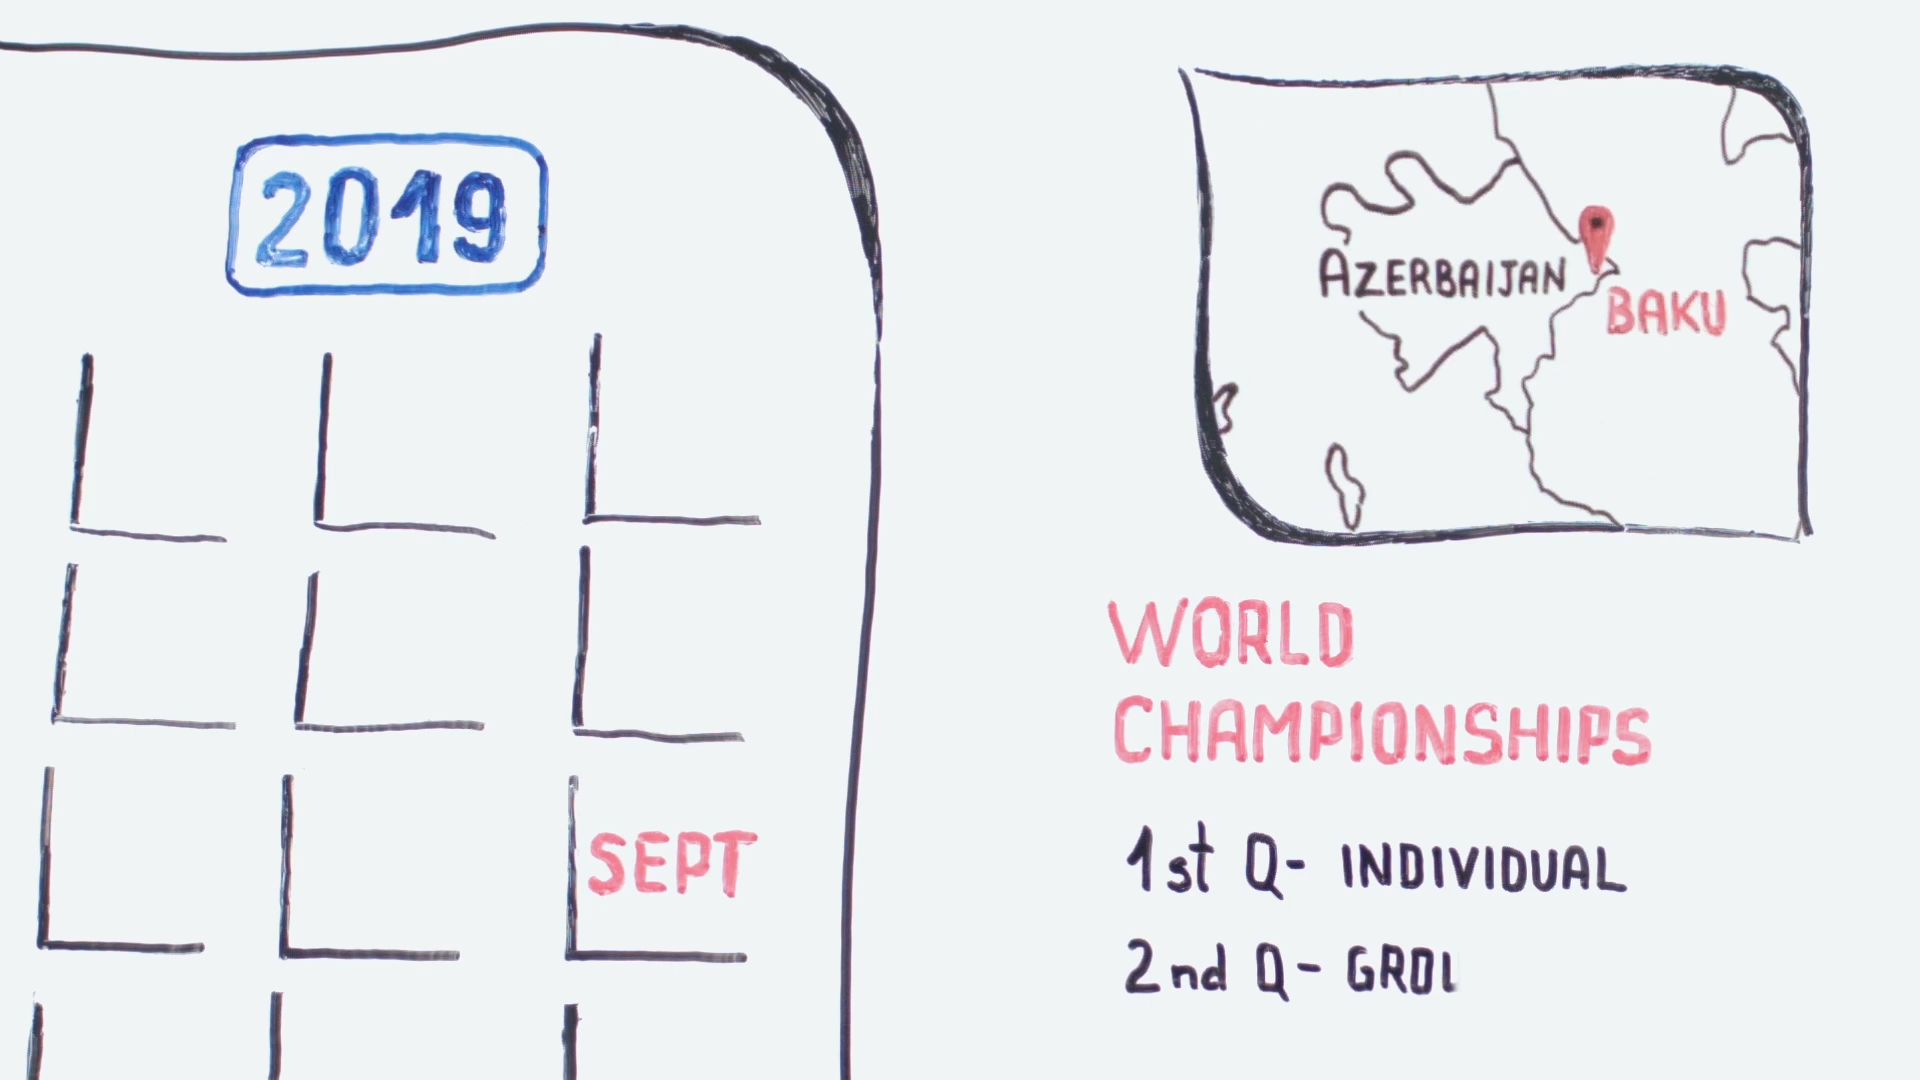 2019
SEPT
AZERBAIJAN
BAKU
WORLD
CHAMPIONSHIPS
1st Q- INDIVIDUAL
2nd Q-